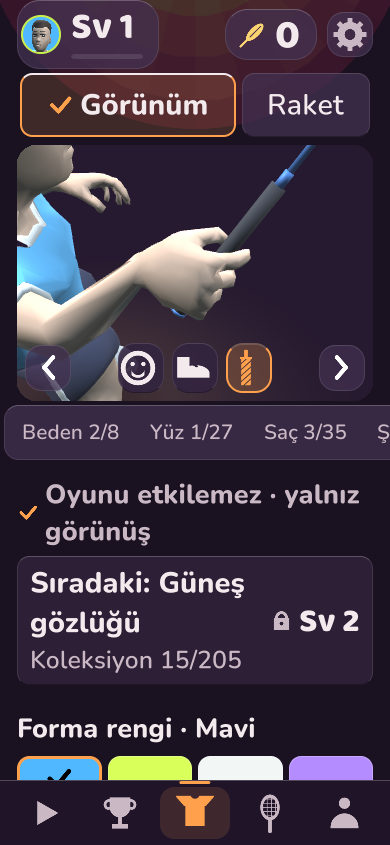 Sv 1
0
Görünüm
Raket
Beden 2/8 Yüz 1/27 Saç 3/35
Oyunu etkilemez · yalnız
görünüş
Sıradaki: Güneş
gözlüğü
Sv 2
Koleksiyon 15/205
Forma rengi · Mavi